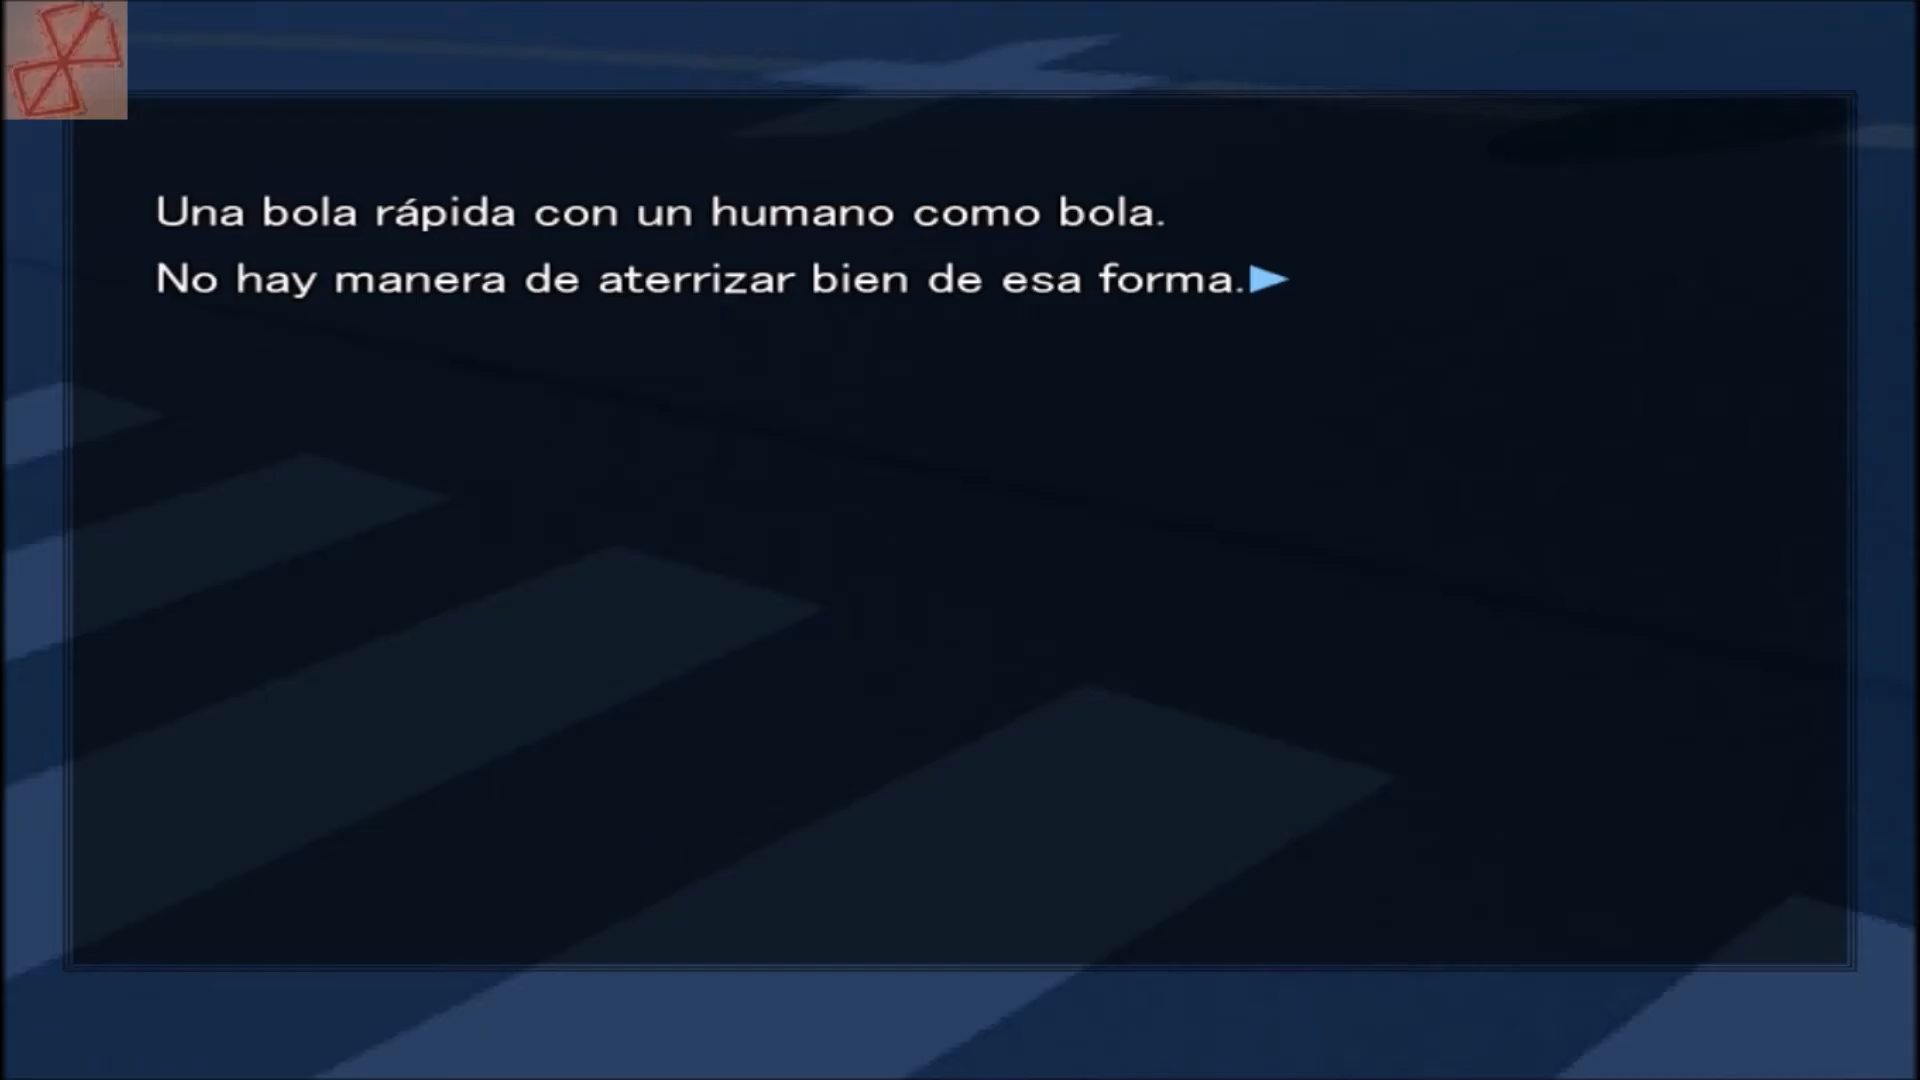 Una bola rápida con un humano como bola.
No hay manera de aterrizar bien de esa forma.